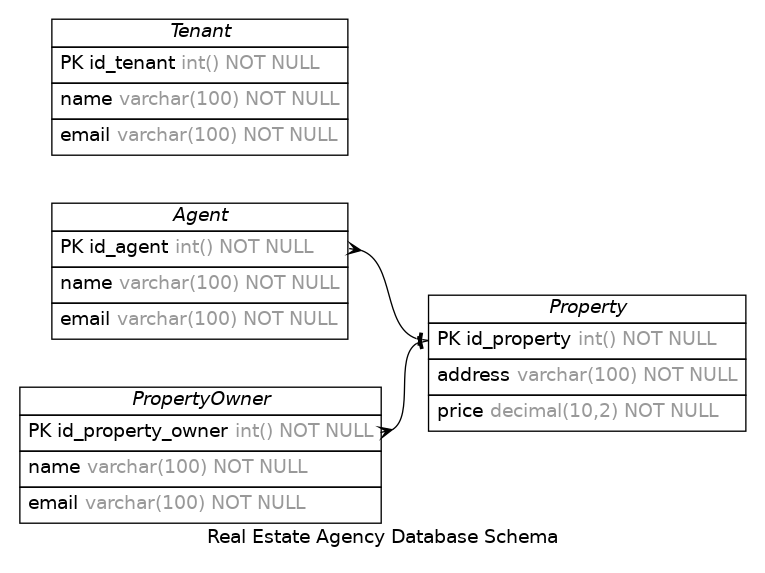 Tenant
PK id_tenant int() NOT NULL
name varchar(100) NOT NULL
email varchar(100) NOT NULL
Agent
PK id_agent int() NOT NULL
name varchar(100) NOT NULL
email varchar(100) NOT NULL
Property
PK id_property int() NOT NULL
address varchar(100) NOT NULL
price decimal(10,2) NOT NULL
PropertyOwner
PK id_property_owner int() NOT NULL
name varchar(100) NOT NULL
email varchar(100) NOT NULL
Real Estate Agency Database Schema